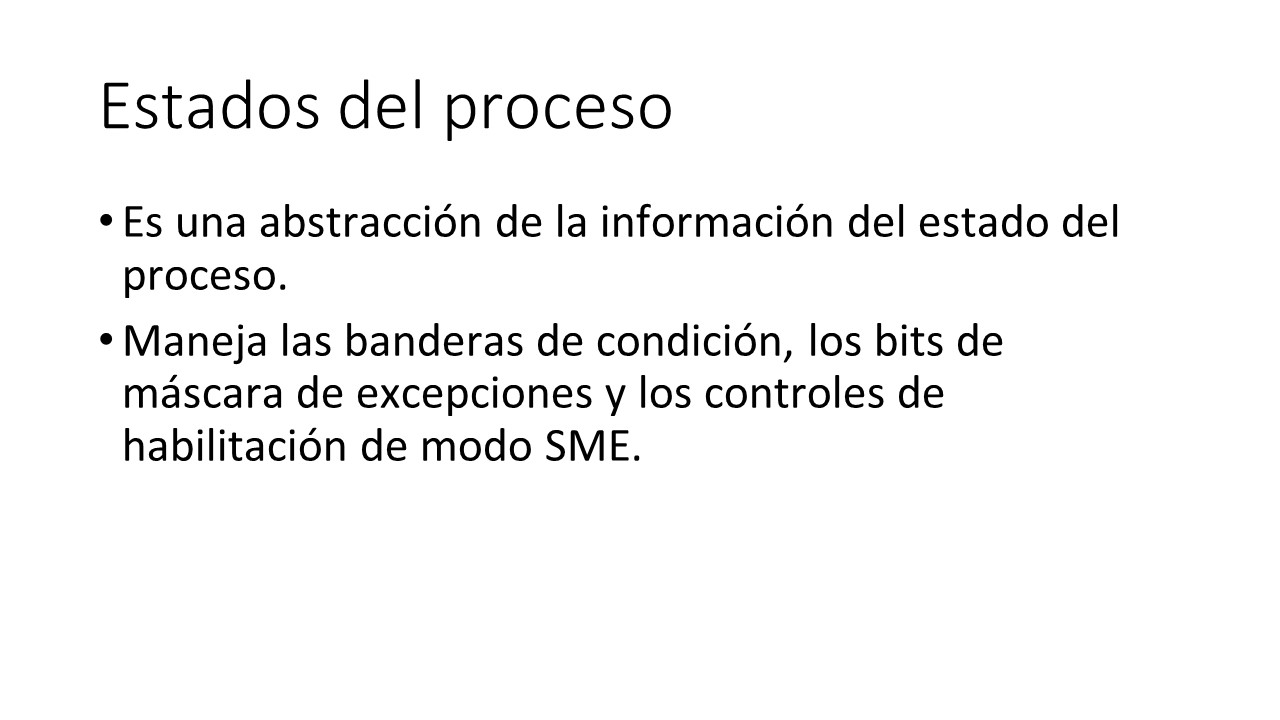 Estados del proceso
• Es una abstracción de la información del estado del
proceso.
• Maneja las banderas de condición, los bits de
máscara de excepciones y los controles de
habilitación de modo SME.